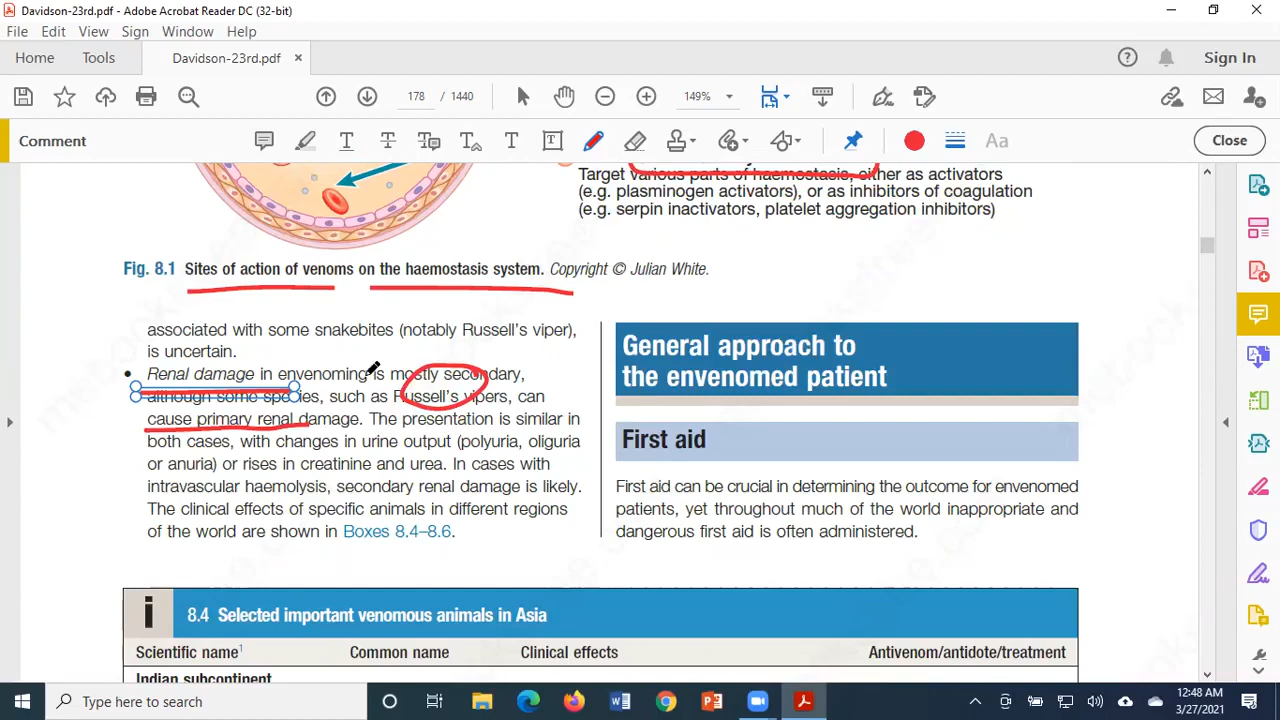 Davidson-23rd.pdf - Adobe Acrobat Reader DC (32-bit)
File Edit View Sign Window Help
Home Tools Davidson-23rd.pdf × Sign In
178 / 1440 149%
Comment Aa Close
Target various parts of haemostasis, either as activators
(e.g. plasminogen activators), or as inhibitors of coagulation
(e.g. serpin inactivators, platelet aggregation inhibitors)
Fig. 8.1 Sites of action of venoms on the haemostasis system. Copyright © Julian White.
associated with some snakebites (notably Russell's viper),
is uncertain.
• Renal damage in envenoming is mostly secondary,
although some species, such as Russell's vipers, can
cause primary renal damage. The presentation is similar in
both cases, with changes in urine output (polyuria, oliguria
or anuria) or rises in creatinine and urea. In cases with
intravascular haemolysis, secondary renal damage is likely.
The clinical effects of specific animals in different regions
of the world are shown in Boxes 8.4–8.6.
General approach to
the envenomed patient
First aid
First aid can be crucial in determining the outcome for envenomed
patients, yet throughout much of the world inappropriate and
dangerous first aid is often administered.
i 8.4 Selected important venomous animals in Asia
Scientific name1 Common name Clinical effects Antivenom/antidote/treatment
Indian subcontinent
Type here to search
12:48 AM
3/27/2021